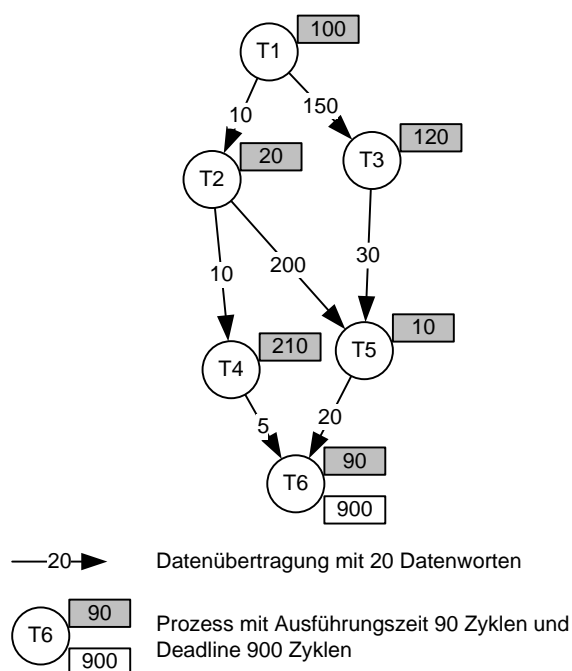 100
T1
10
150
120
T3
20
T2
10
200
30
10
T5
210
T4
5
20
90
T6
900
20
Datenübertragung mit 20 Datenworten
90
T6
900
Prozess mit Ausführungszeit 90 Zyklen und
Deadline 900 Zyklen